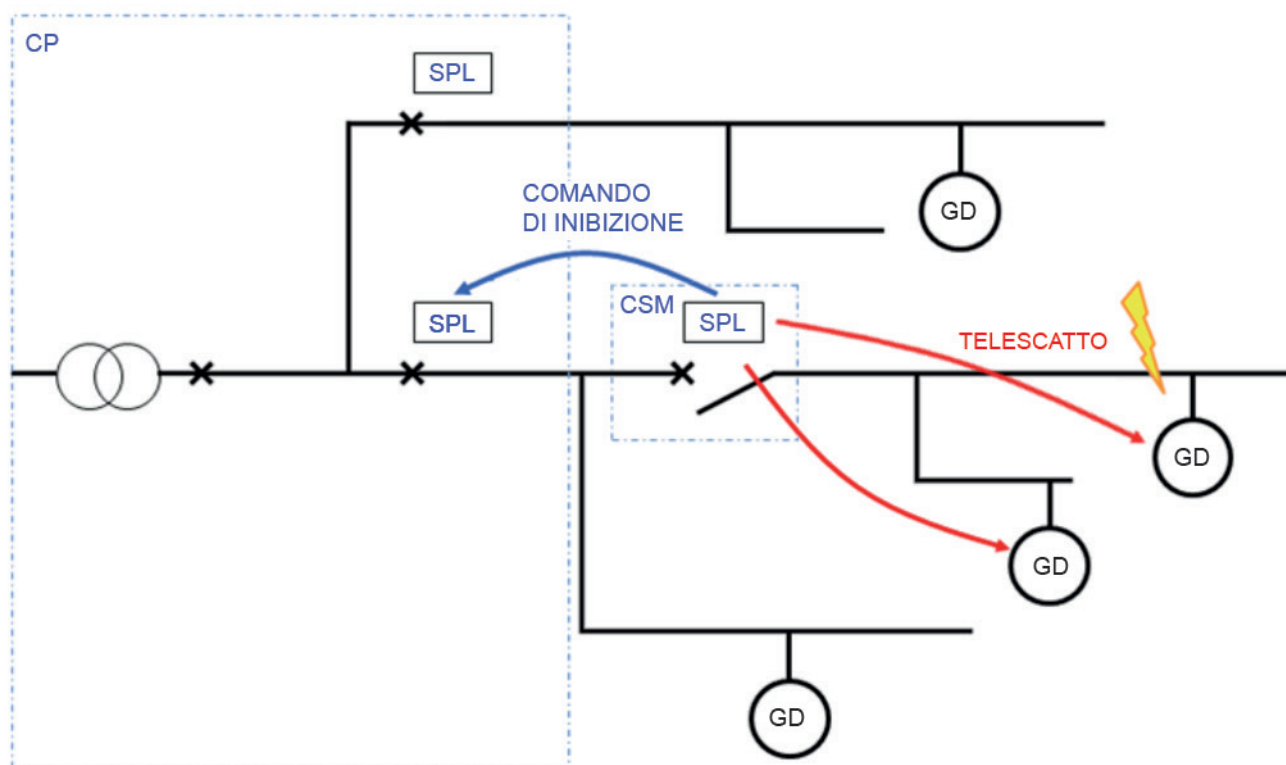 CP
SPL
GD
COMANDO
DI INIBIZIONE
SPL
CSM
SPL
TELESCATTO
GD
GD
GD